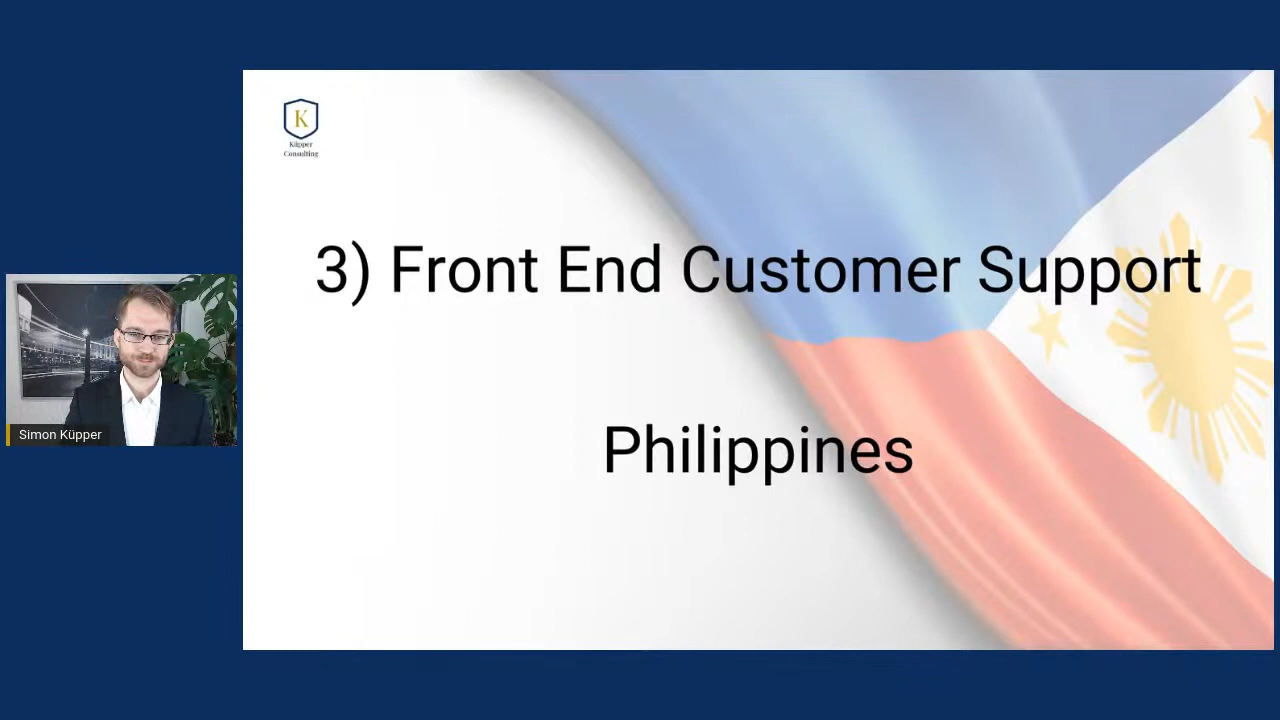 K
Küpper
Consulting
3) Front End Customer Support
Philippines
Simon Küpper